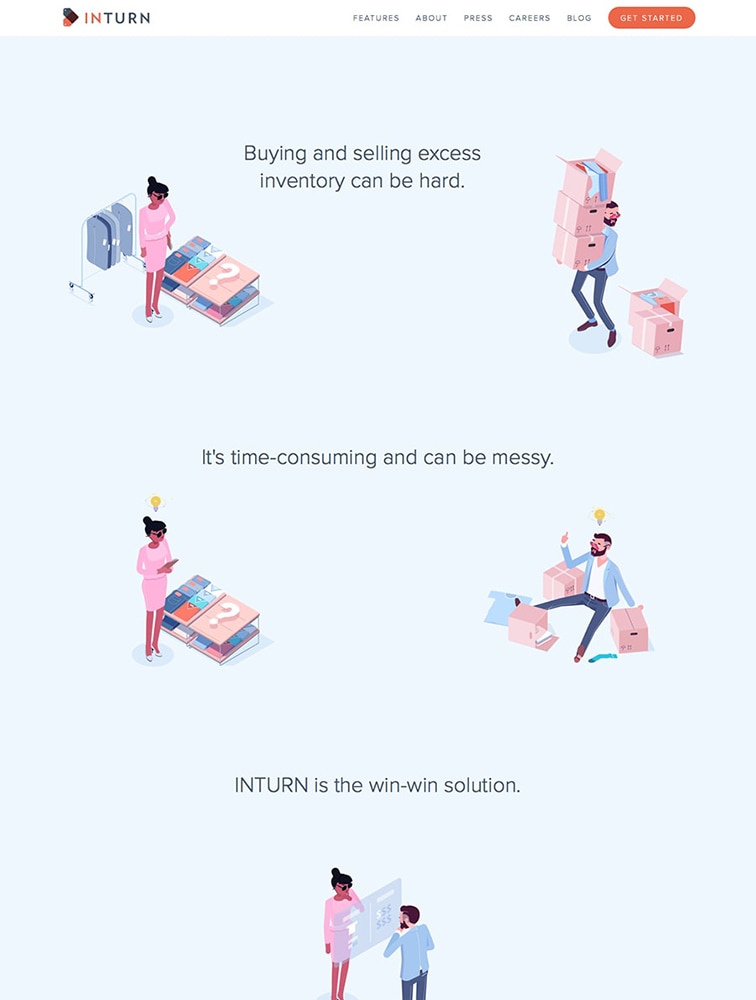 INTURN
FEATURES ABOUT PRESS CAREERS BLOG GET STARTED
Buying and selling excess
inventory can be hard.
?
It's time-consuming and can be messy.
?
INTURN is the win-win solution.
$$$
$$$
$$$